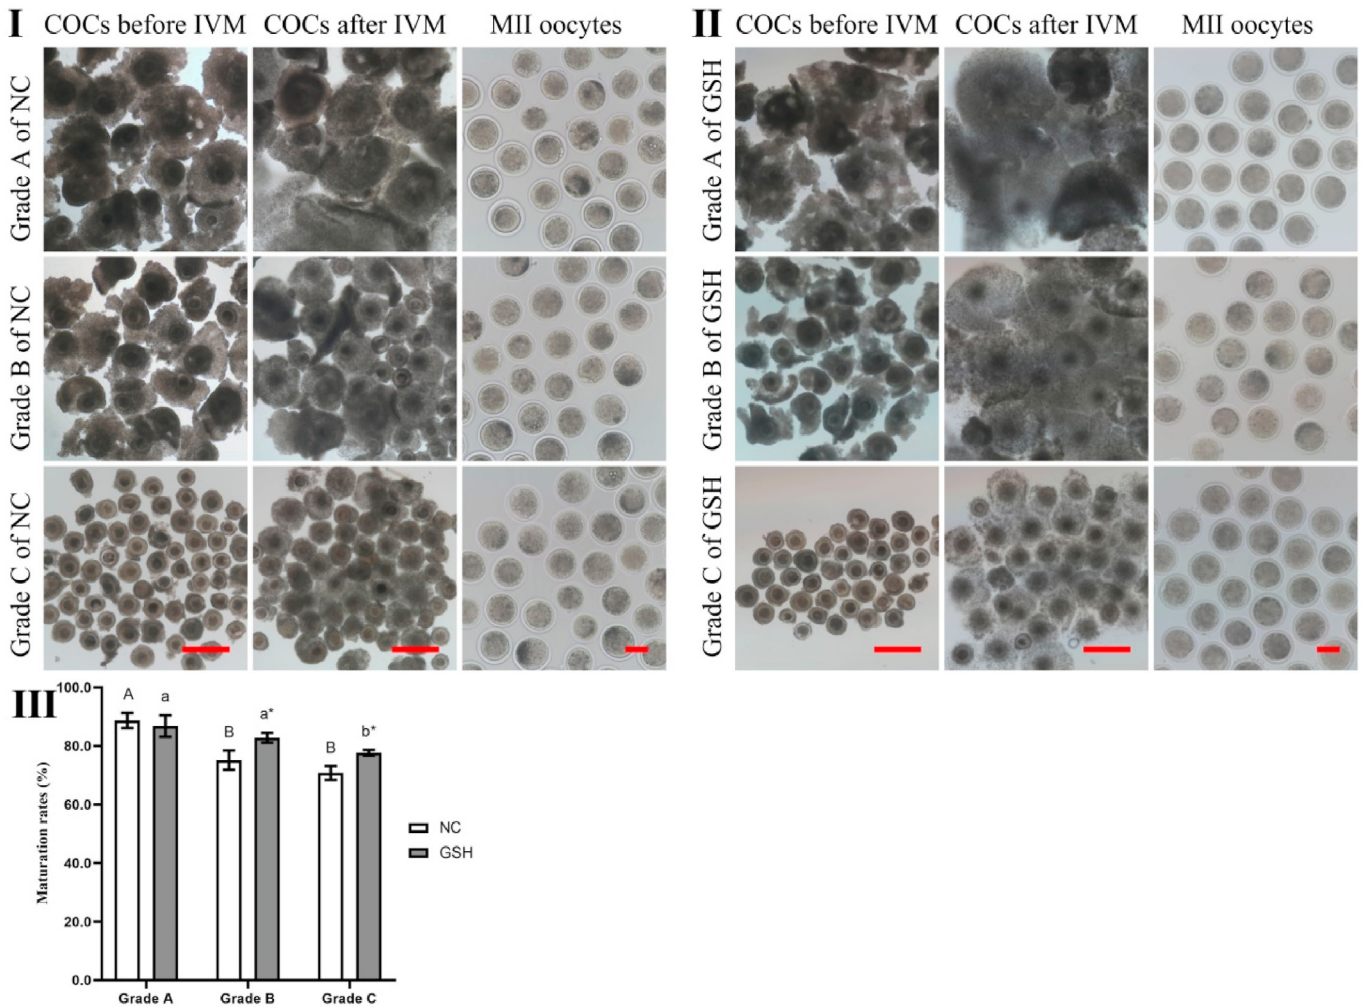 I
COCs before IVM
COCs after IVM
MII oocytes
Grade A of NC
Grade B of NC
Grade C of NC
II
COCs before IVM
COCs after IVM
MII oocytes
Grade A of GSH
Grade B of GSH
Grade C of GSH
III
Maturation rates (%)
100.0
80.0
60.0
40.0
20.0
0.0
A
a
B
a*
B
b*
Grade A
Grade B
Grade C
NC
GSH